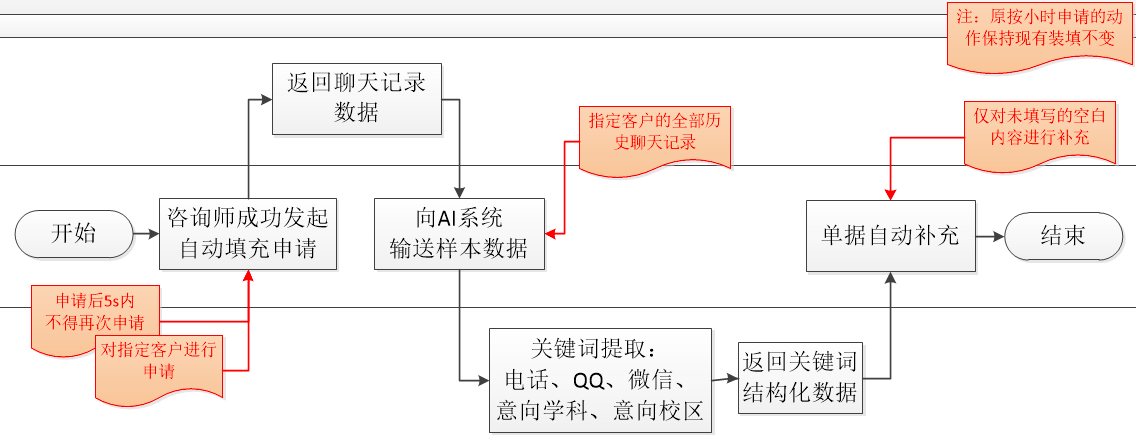 注：原按小时申请的动
作保持现有装填不变
返回聊天记录
数据
指定客户的全部历
史聊天记录
仅对未填写的空白
内容进行补充
开始
咨询师成功发起
自动填充申请
向AI系统
输送样本数据
单据自动补充
结束
申请后5s内
不得再次申请
对指定客户进行
申请
关键词提取：
电话、QQ、微信、
意向学科、意向校区
返回关键词
结构化数据